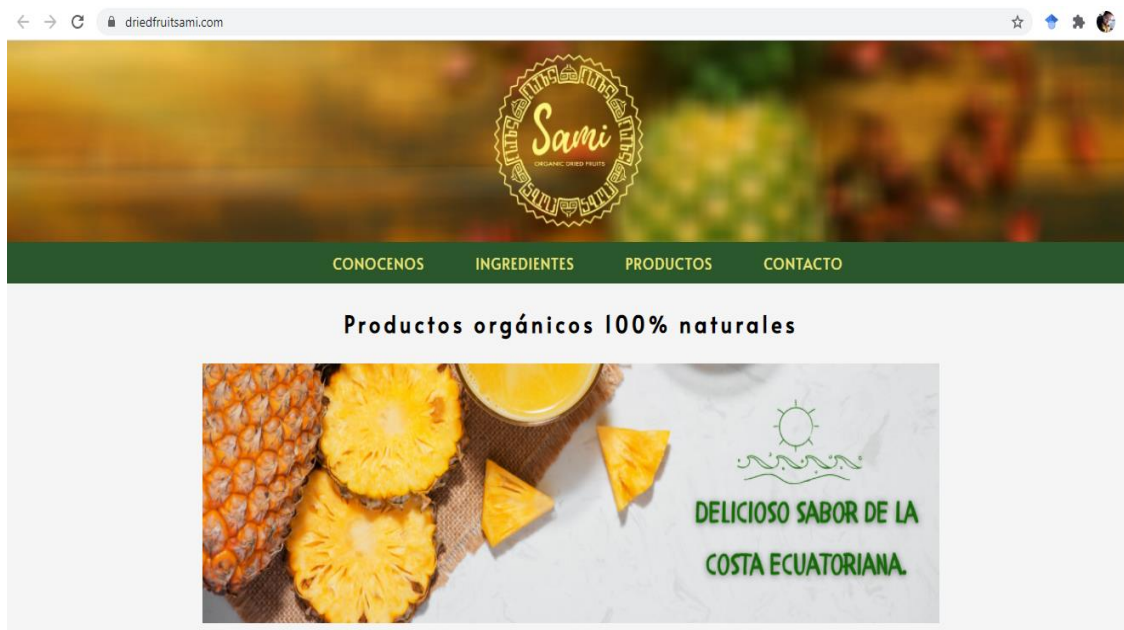 driedfruitsami.com
Sami
ORGANIC DRIED FRUITS
CONOCENOS INGREDIENTES PRODUCTOS CONTACTO
Productos orgánicos 100% naturales
DELICIOSO SABOR DE LA
COSTA ECUATORIANA.